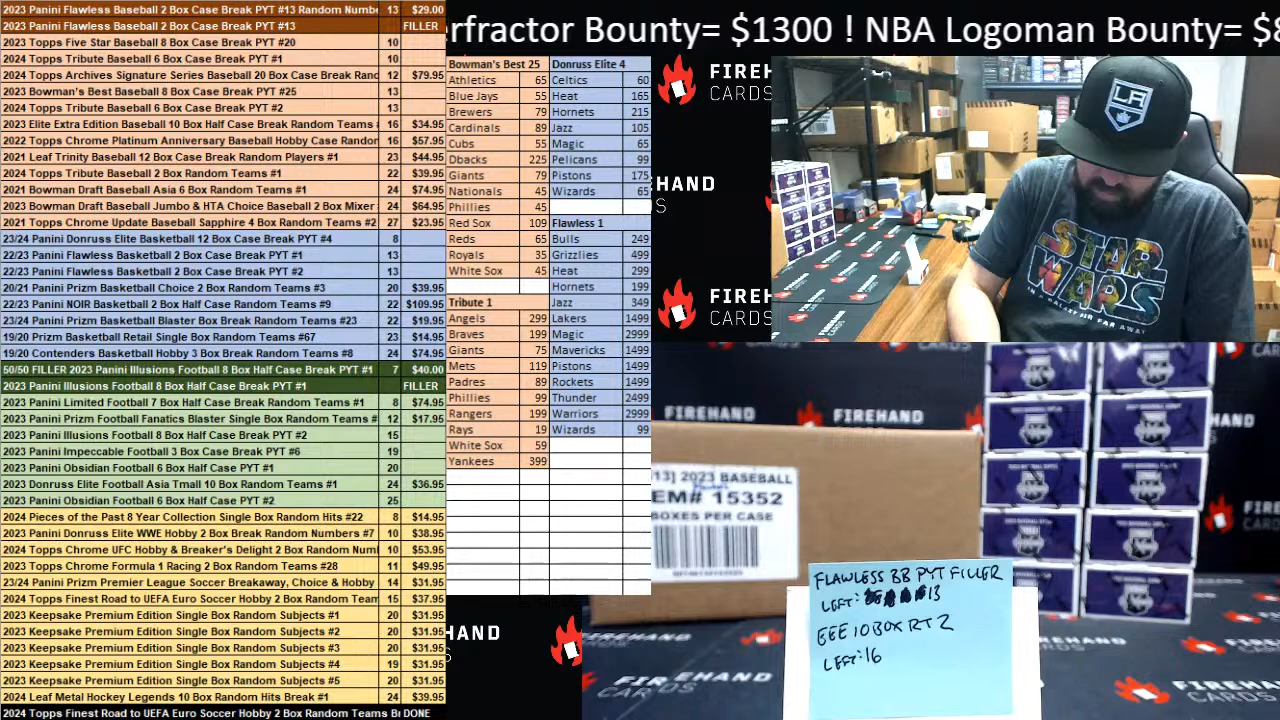 2023 Panini Flawless Baseball 2 Box Case Break PYT #13 Random Numbe 13 $29.00
2023 Panini Flawless Baseball 2 Box Case Break PYT #13 FILLER
2023 Topps Five Star Baseball 8 Box Case Break PYT #20 10
2024 Topps Tribute Baseball 6 Box Case Break PYT #1 10
2024 Topps Archives Signature Series Baseball 20 Box Case Break Ranc 12 $79.95
2023 Bowman's Best Baseball 8 Box PYT #25 13
2024 Topps Tribute Baseball 6 Box Case Break PYT #2 13
2023 Elite Extra Edition Baseball 10 Box Half Case Break Random Teams 16 $34.95
2022 Topps Chrome Platinum Anniversary Baseball Hobby Case Randon 16 $57.95
2021 Leaf Trinity Baseball 12 Box Case Break Random Players #1 23 $44.95
2024 Topps Tribute Baseball 2 Box Random Teams #1 22 $39.95
2021 Bowman Draft Baseball Asia 6 Box Random Teams #1 24 $74.95
2023 Bowman Draft Baseball Jumbo & HTA Choice Baseball 2 Box Mixer 24 $64.95
2021 Topps Chrome Update Baseball Sapphire 4 Box Random Teams #2 27 $23.95
23/24 Panini Donruss Elite Basketball 12 Box Case Break PYT #4 8
22/23 Panini Flawless Basketball 2 Box Case Break PYT #1 13
22/23 Panini Flawless Basketball 2 Box Case Break PYT #2 13
20/21 Panini Prizm Basketball Choice 2 Box Random Teams #3 20 $39.95
22/23 Panini NOIR Basketball 2 Box Half Case Random Teams #9 22 $109.95
23/24 Panini Prizm Basketball Blaster Box Break Random Teams #23 22 $19.95
19/20 Prizm Basketball Retail Single Box Random Teams #67 23 $14.95
19/20 Contenders Basketball Hobby 3 Box Break Random Teams #8 24 $74.95
50/50 FILLER 2023 Panini Illusions Football 8 Box Half Case Break PYT #1 7 $40.00
2023 Panini Illusions Football 8 Box Half Case Break PYT #1 FILLER
2023 Panini Limited Football 7 Box Half Case Break Random Teams #1 8 $74.95
2023 Panini Prizm Football Fanatics Blaster Single Box Random Teams # 12 $17.95
2023 Panini Illusions Football 8 Box Half Case Break PYT #2 15
2023 Panini Impeccable Football 3 Box Case Break PYT #6 19
2023 Panini Obsidian Football 6 Box Half Case PYT #1 20
2023 Donruss Elite Football Asia Tmall 10 Box Random Teams #1 24 $36.95
2023 Panini Obsidian Football 6 Box Half Case Break PYT #2 25
2024 Pieces of the Past 8 Year Collection Single Box Random Hits #22 8 $14.95
2023 Panini Donruss Elite WWE Hobby 2 Box Break Random Numbers #7 10 $38.95
2024 Topps Chrome UFC Hobby & Breaker's Delight 2 Box Random Numl 10 $53.95
2023 Topps Chrome Formula 1 Racing 2 Box Random Teams #28 11 $49.95
23/24 Panini Prizm Premier League Soccer Breakaway, Choice & Hobby 14 $31.95
2024 Topps Finest Road to UEFA Euro Soccer Hobby 2 Box Random Team 15 $37.95
2023 Keepsake Premium Edition Single Box Random Subjects #1 20 $31.95
2023 Keepsake Premium Edition Single Box Random Subjects #2 20 $31.95
2023 Keepsake Premium Edition Single Box Random Subjects #3 20 $31.95
2023 Keepsake Premium Edition Single Box Random Subjects #4 19 $31.95
2023 Keepsake Premium Edition Single Box Random Subjects #5 20 $31.95
2024 Leaf Metal Hockey Legends 10 Box Random Hits Break #1 24 $39.95
2024 Topps Finest Road to UEFA Euro Soccer Hobby 2 Box Random Teams Br DONE
erfractor Bounty= $1300 ! NBA Logoman Bounty= $8
Bowman's Best 25
Athletics 65
Blue Jays 55
Brewers 79
Cardinals 89
Cubs 55
Dbacks 225
Giants 79
Nationals 45
Phillies 45
Red Sox 109
Reds 65
Royals 35
White Sox 45
Tribute 1
Angels 299
Braves 199
Giants 75
Mets 119
Padres 89
Phillies 99
Rangers 199
Rays 19
White Sox 59
Yankees 399
Donruss Elite 4
Celtics 60
Heat 165
Hornets 215
Jazz 105
Magic 65
Pelicans 99
Pistons 175
Wizards 65
Flawless 1
Bulls 249
Grizzlies 499
Heat 299
Hornets 199
Jazz 349
Lakers 1499
Magic 2999
Mavericks 1499
Pistons 1499
Rockets 1499
Thunder 2499
Warriors 2999
Wizards 99
FIREH
CARDS
HAND
FIREH
CARDS
LA
STAR
WARS
IN A GALAXY FAR FAR AWAY
FIREHAND
FIREHAND
13] 2023 BASEBALL
EM# 15352
BOXES PER CASE
FLAWLESS BB PYT FILLER
LEFT: 13
EEE 10 BOX RT 2
LEFT: 16
HAND
FIREHAND
CARDS
FIREHAN
CARDS